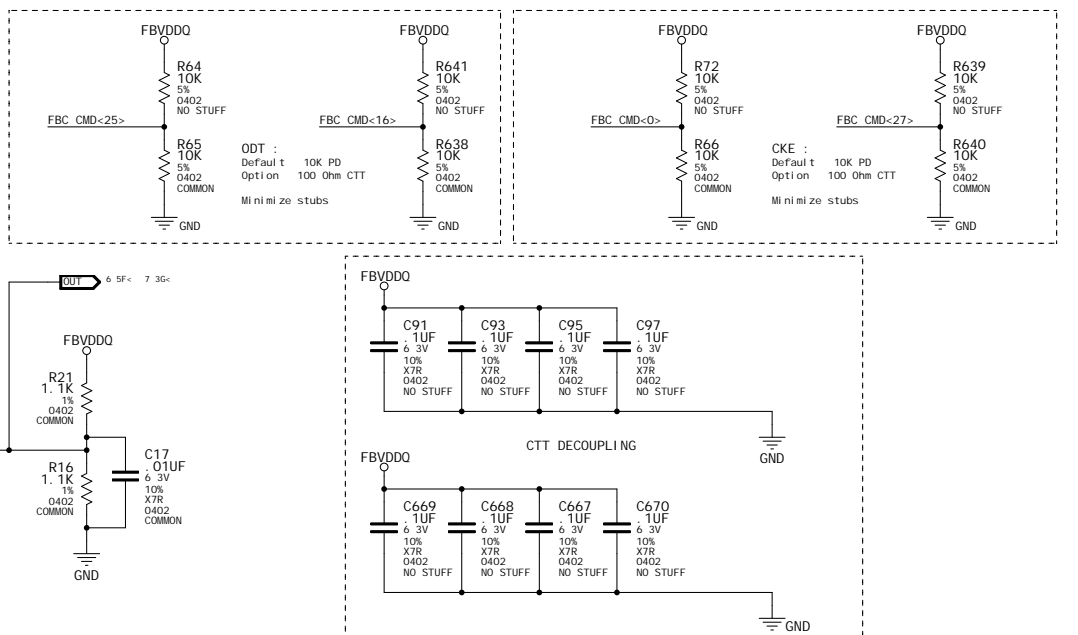 FBVDDQ
R64
10K
5%
0402
NO STUFF
FBC CMD<25>
R65
10K
5%
0402
COMMON
GND
ODT :
Default 10K PD
Option 100 Ohm CTT
Minimize stubs
FBVDDQ
R641
10K
5%
0402
NO STUFF
FBC CMD<16>
R638
10K
5%
0402
COMMON
GND
FBVDDQ
R72
10K
5%
0402
NO STUFF
FBC CMD<0>
R66
10K
5%
0402
COMMON
GND
CKE :
Default 10K PD
Option 100 Ohm CTT
Minimize stubs
FBVDDQ
R639
10K
5%
0402
NO STUFF
FBC CMD<27>
R640
10K
5%
0402
COMMON
GND
OUT 6 5F< 7 3G<
FBVDDQ
R21
1.1K
1%
0402
COMMON
R16
1.1K
1%
0402
COMMON
C17
.01UF
6 3V
10%
X7R
0402
COMMON
GND
FBVDDQ
C91
.1UF
6 3V
10%
X7R
0402
NO STUFF
C93
.1UF
6 3V
10%
X7R
0402
NO STUFF
C95
.1UF
6 3V
10%
X7R
0402
NO STUFF
C97
.1UF
6 3V
10%
X7R
0402
NO STUFF
GND
CTT DECOUPLING
FBVDDQ
C669
.1UF
6 3V
10%
X7R
0402
NO STUFF
C668
.1UF
6 3V
10%
X7R
0402
NO STUFF
C667
.1UF
6 3V
10%
X7R
0402
NO STUFF
C670
.1UF
6 3V
10%
X7R
0402
NO STUFF
GND